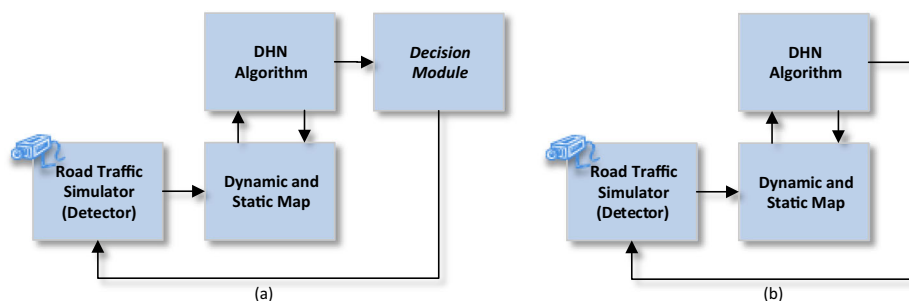 DHN
Algorithm
Decision
Module
Road Traffic
Simulator
(Detector)
Dynamic and
Static Map
(a)
DHN
Algorithm
Road Traffic
Simulator
(Detector)
Dynamic and
Static Map
(b)